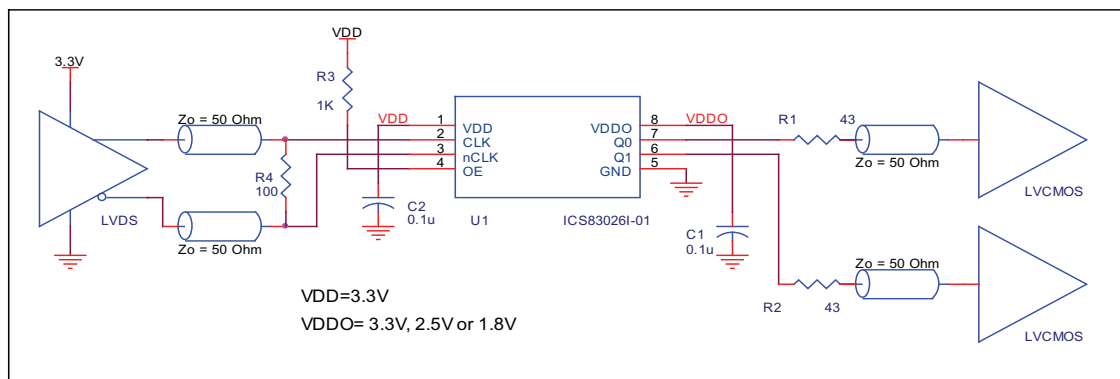 3.3V
VDD
R3
1K
Zo = 50 Ohm
R4
100
LVDS
Zo = 50 Ohm
VDD
C2
0.1u
1
2
3
4
VDD
CLK
nCLK
OE
VDDO
Q0
Q1
GND
8
7
6
5
U1
ICS83026I-01
VDDO
C1
0.1u
R1
43
Zo = 50 Ohm
LVCMOS
R2
43
Zo = 50 Ohm
LVCMOS
VDD=3.3V
VDDO= 3.3V, 2.5V or 1.8V